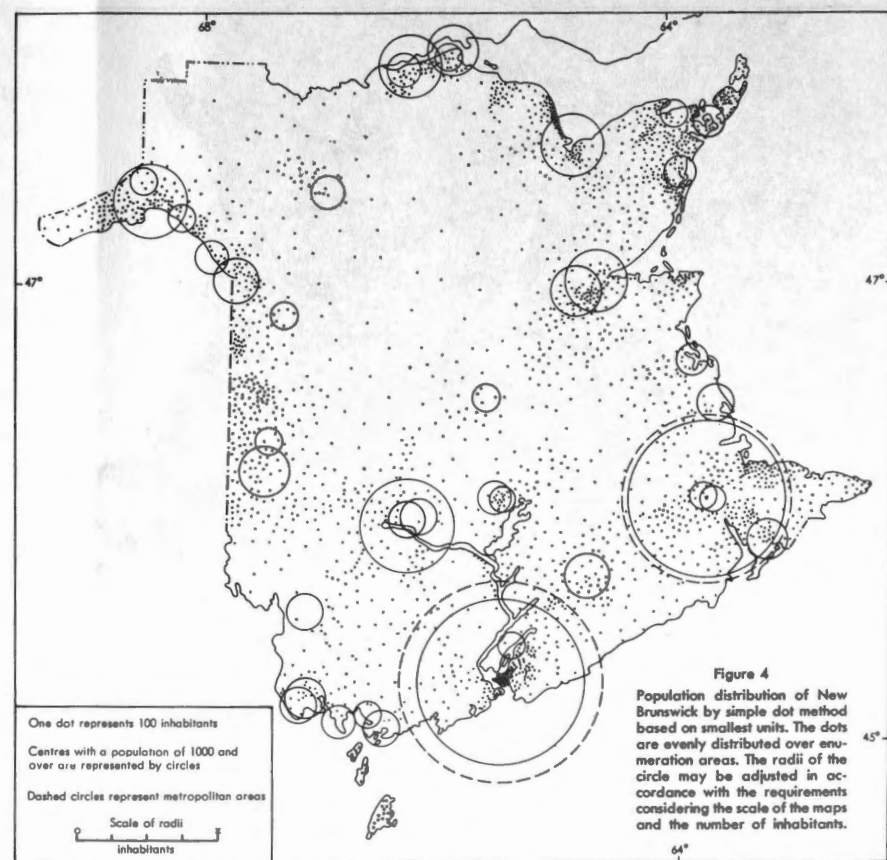 68°
64°
47°
47°
Figure 4
Population distribution of New
Brunswick by simple dot method
based on smallest units. The dots
are evenly distributed over enu-
meration areas. The radii of the
circle may be adjusted in ac-
cordance with the requirements
considering the scale of the maps
and the number of inhabitants.
45°
64°
One dot represents 100 inhabitants
Centres with a population of 1000 and
over are represented by circles
Dashed circles represent metropolitan areas
Scale of radii
inhabitants